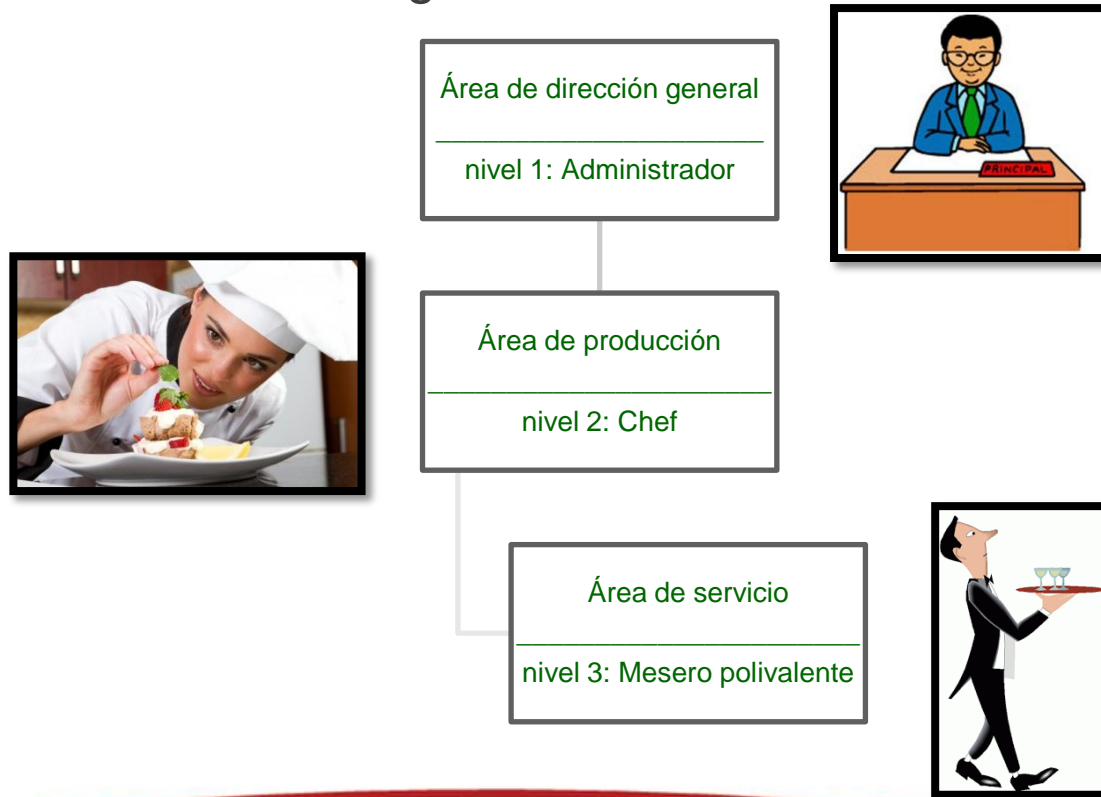 Área de dirección general
nivel 1: Administrador
PRINCIPAL
Área de producción
nivel 2: Chef
Área de servicio
nivel 3: Mesero polivalente